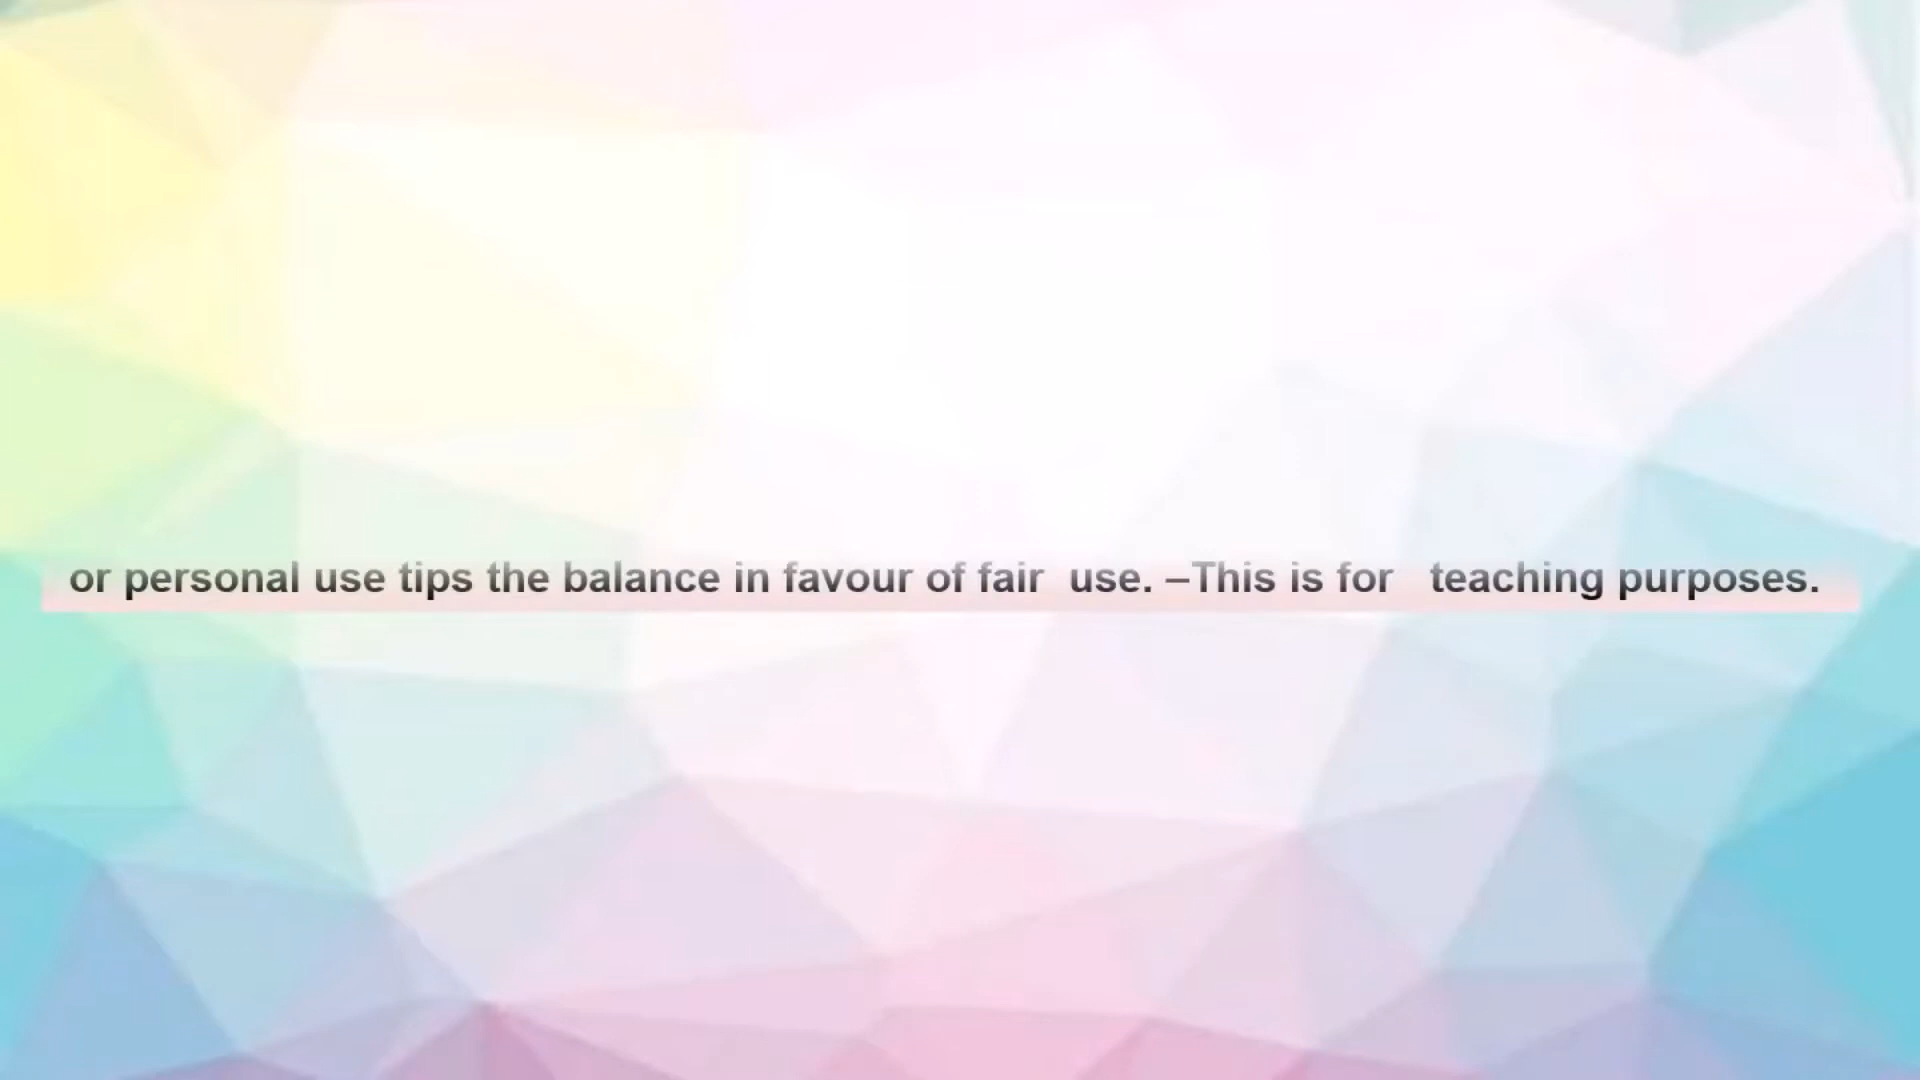 or personal use tips the balance in favour of fair use. –This is for teaching purposes.